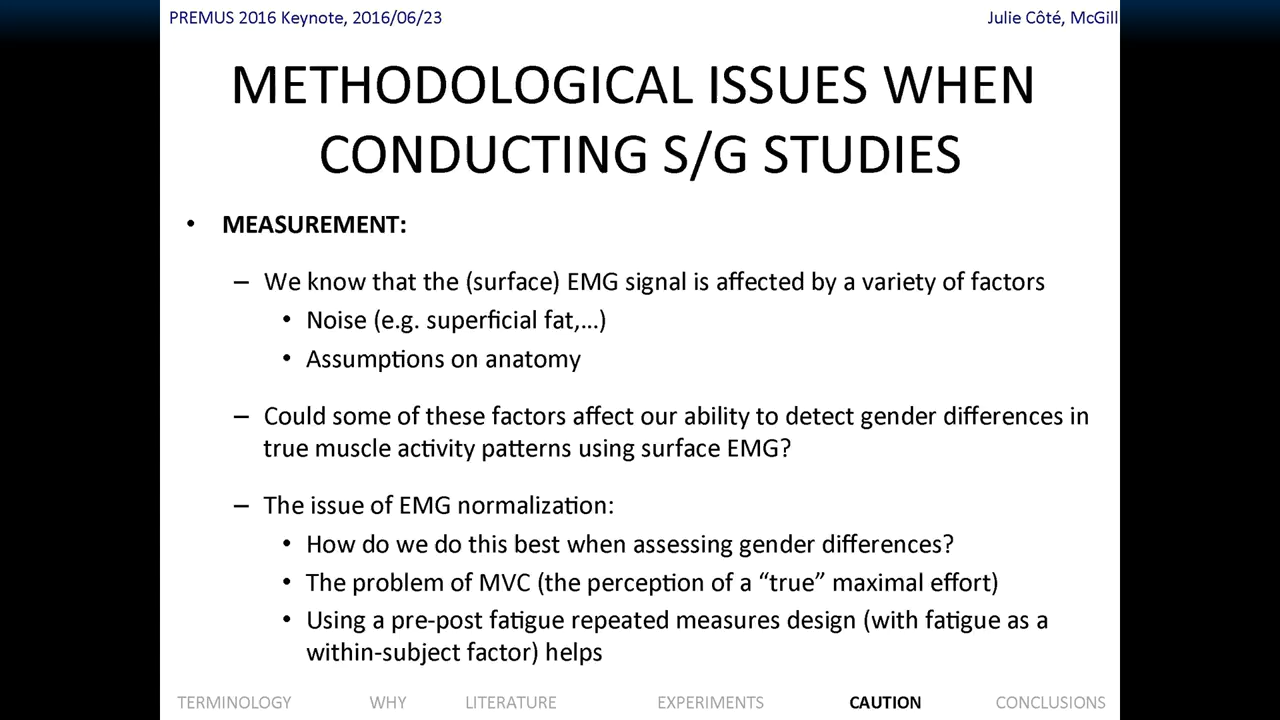 PREMUS 2016 Keynote, 2016/06/23
Julie Côté, McGill
METHODOLOGICAL ISSUES WHEN
CONDUCTING S/G STUDIES
• MEASUREMENT:
– We know that the (surface) EMG signal is affected by a variety of factors
• Noise (e.g. superficial fat,...)
• Assumptions on anatomy
– Could some of these factors affect our ability to detect gender differences in
true muscle activity patterns using surface EMG?
– The issue of EMG normalization:
• How do we do this best when assessing gender differences?
• The problem of MVC (the perception of a “true” maximal effort)
• Using a pre-post fatigue repeated measures design (with fatigue as a
within-subject factor) helps
TERMINOLOGY WHY LITERATURE EXPERIMENTS CAUTION CONCLUSIONS